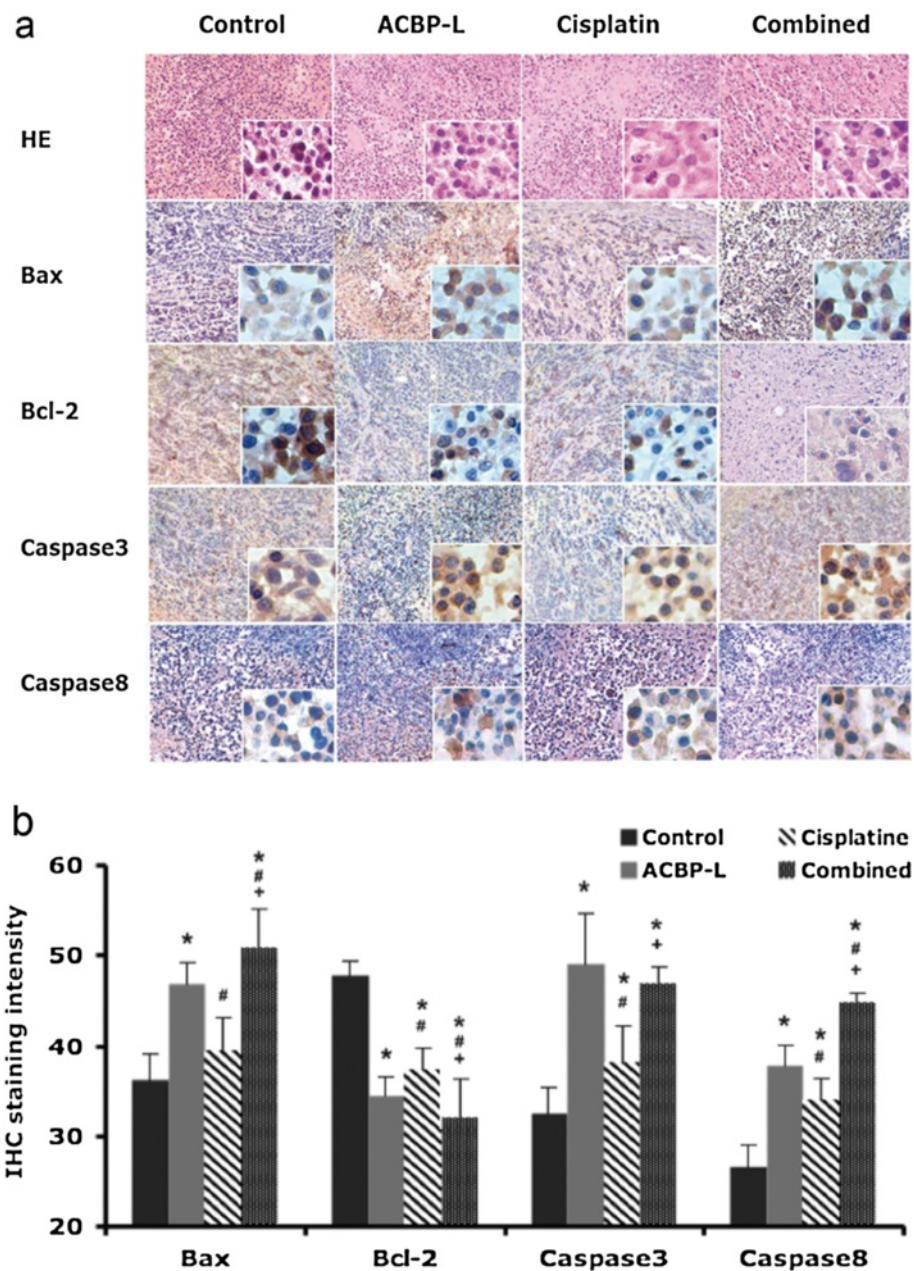 a
Control ACBP-L Cisplatin Combined
HE
Bax
Bcl-2
Caspase3
Caspase8
b
Control Cisplatine
ACBP-L Combined
IHC staining intensity
60
50
40
30
20
*
#
*
#
+
*
*
#
*
#
+
*
*
#
*
+
*
*
#
*
#
+
Bax Bcl-2 Caspase3 Caspase8